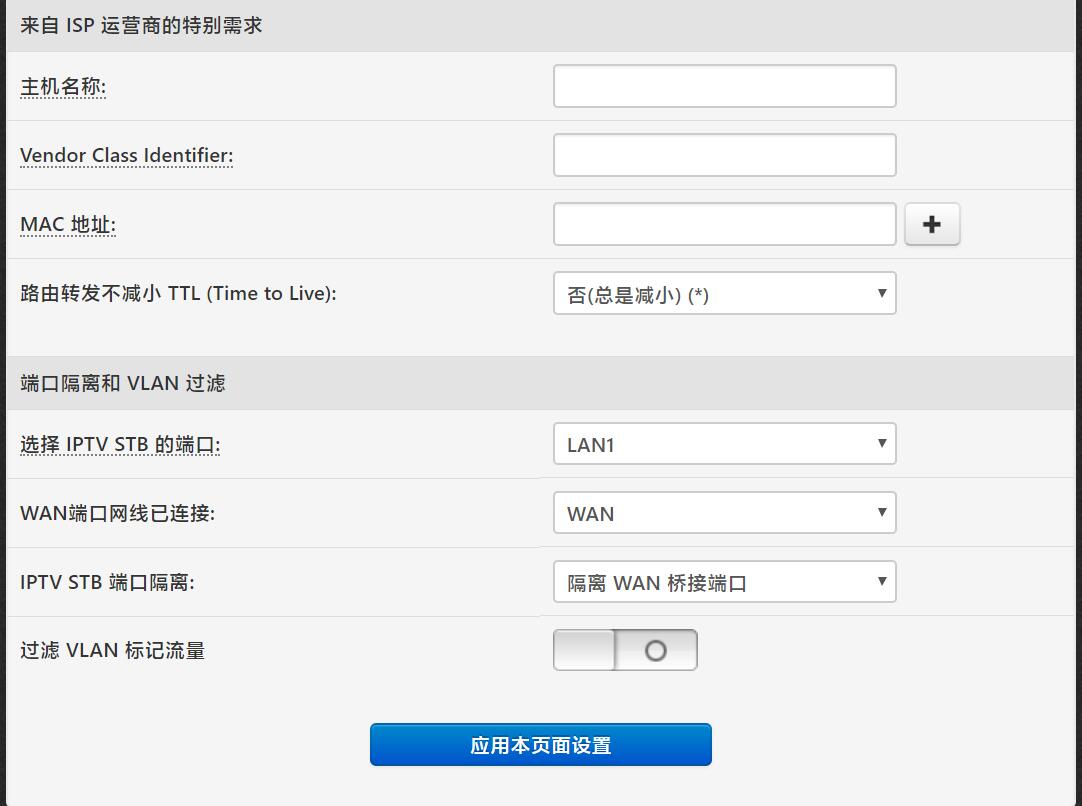 来自 ISP 运营商的特别需求
主机名称:
Vendor Class Identifier:
MAC 地址:
路由转发不减小 TTL (Time to Live):
否(总是减小) (*)
端口隔离和 VLAN 过滤
选择 IPTV STB 的端口:
LAN1
WAN端口网线已连接:
WAN
IPTV STB 端口隔离:
隔离 WAN 桥接端口
过滤 VLAN 标记流量
应用本页面设置